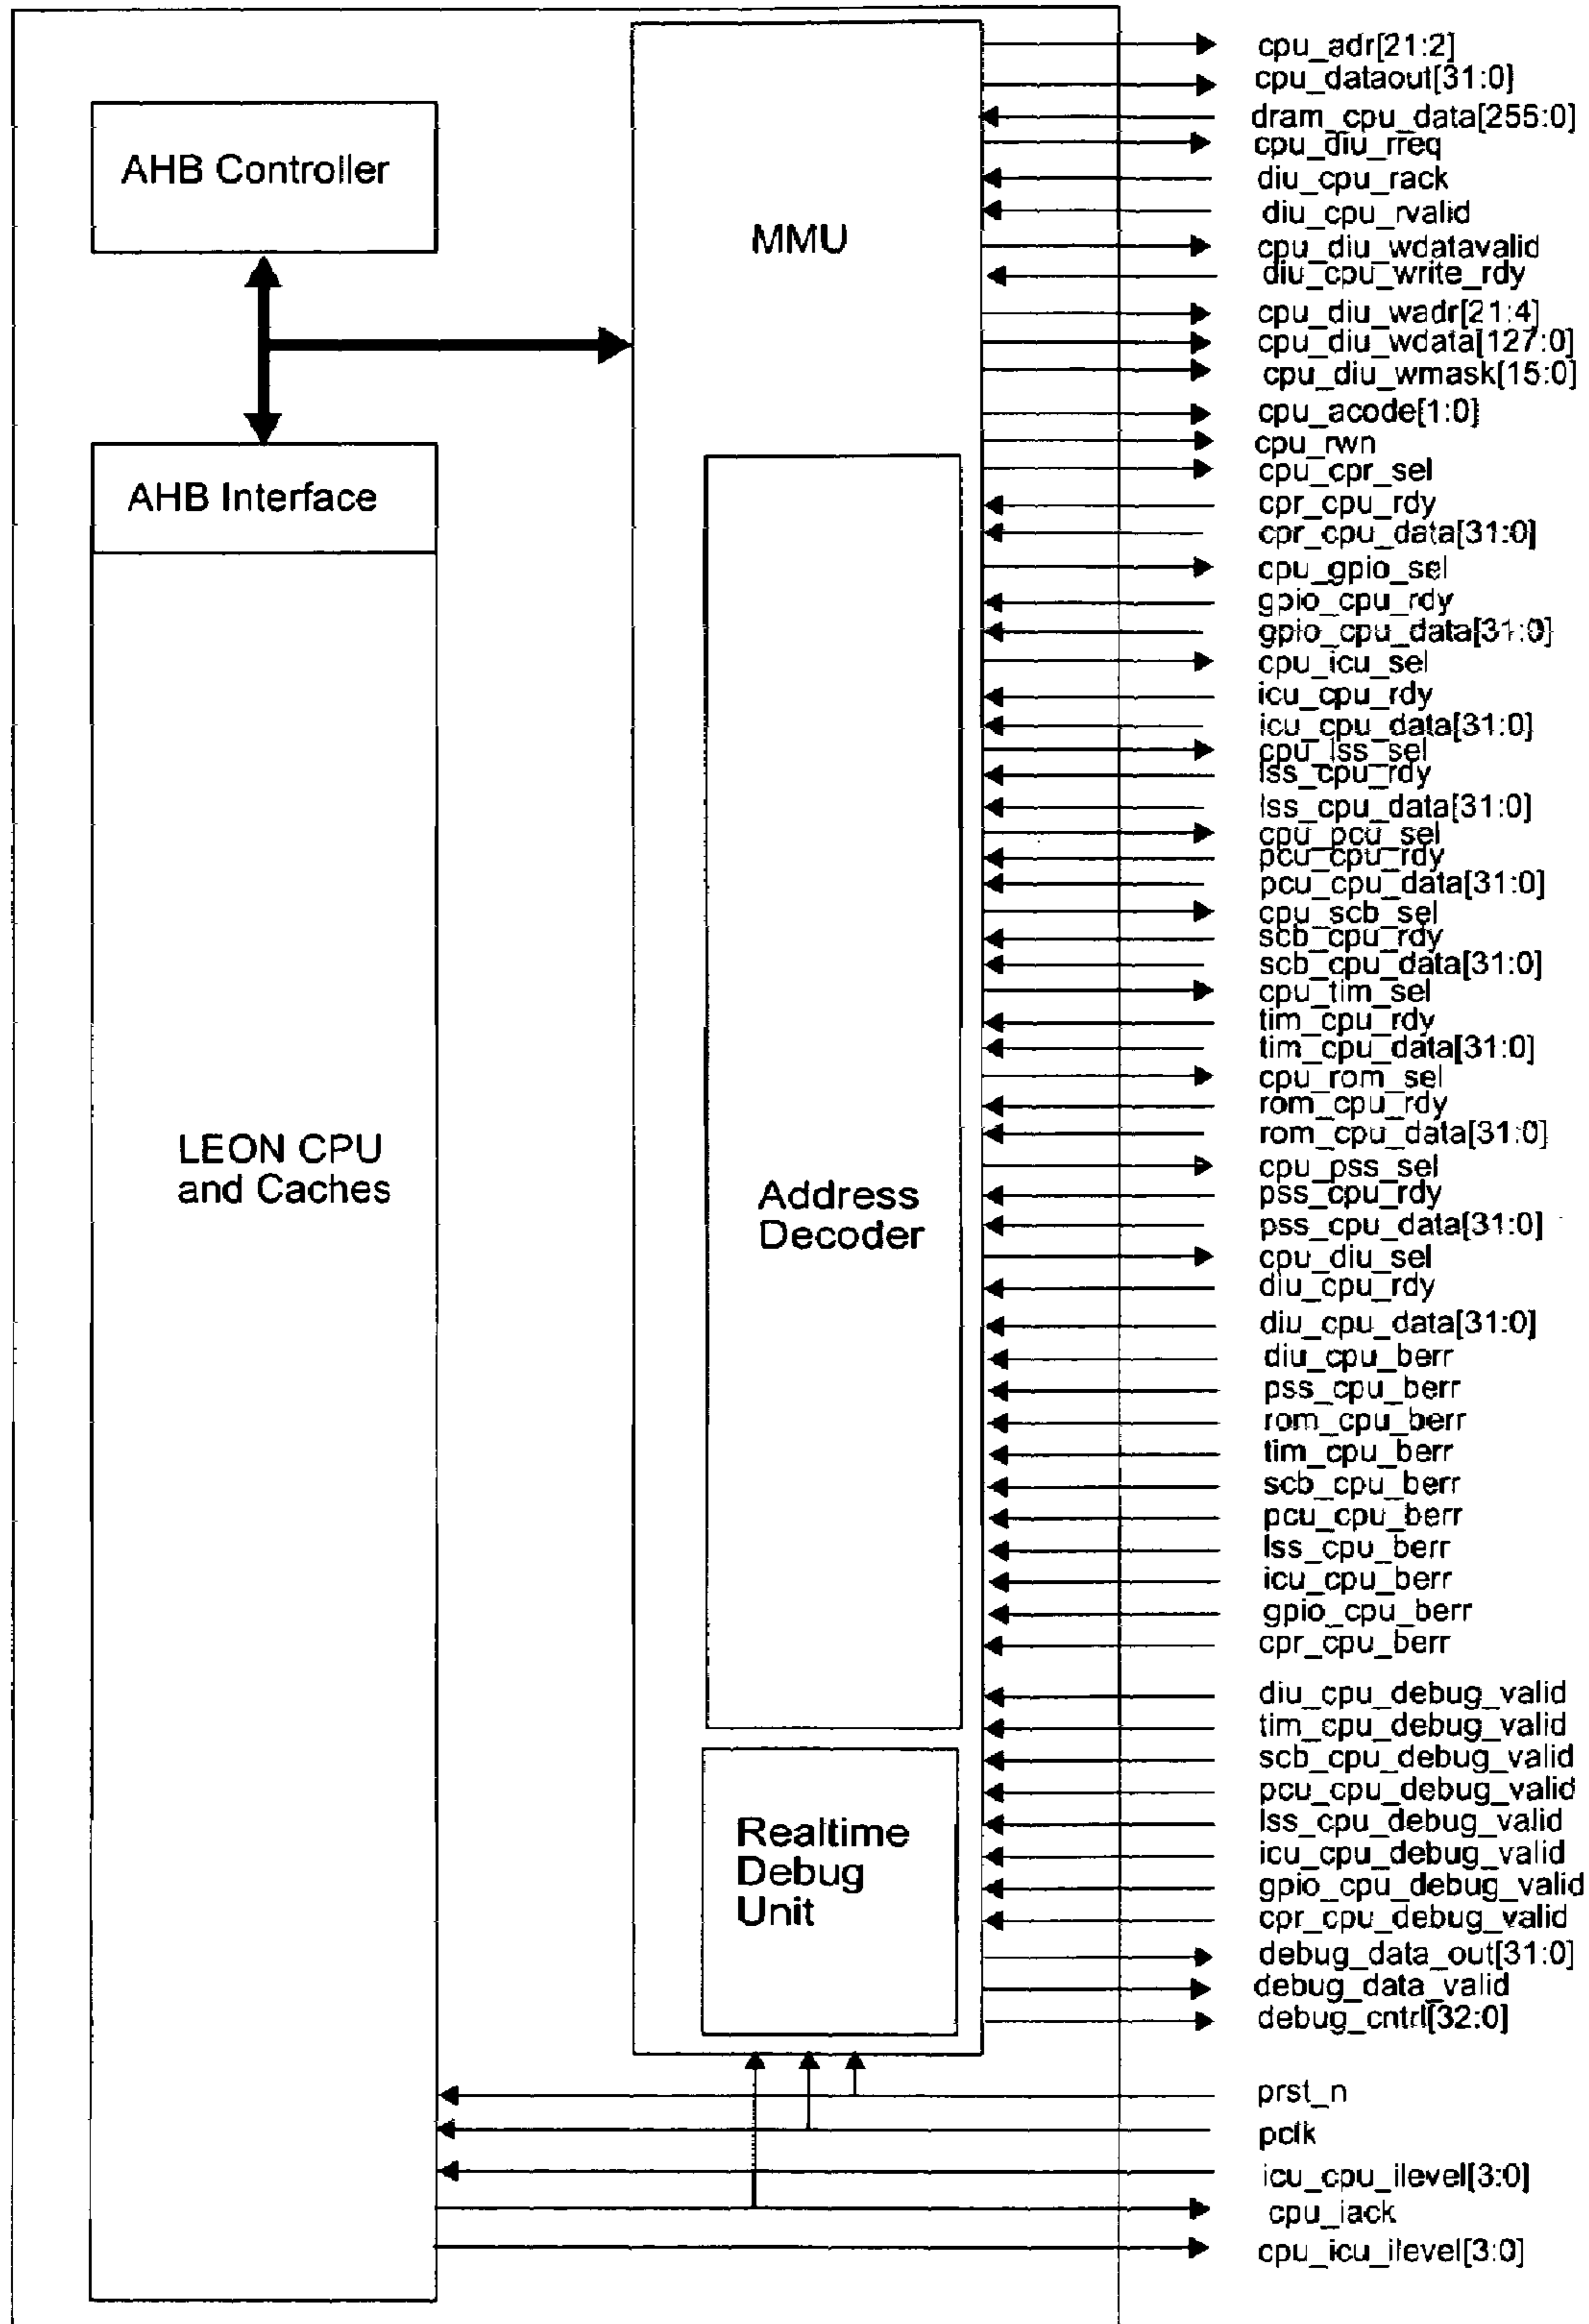 AHB Controller
AHB Interface
LEON CPU
and Caches
MMU
Address
Decoder
Realtime
Debug
Unit
cpu_adr[21:2]
cpu_dataout[31:0]
dram_cpu_data[255:0]
cpu_diu_rreq
diu_cpu_rack
diu_cpu_rvalid
cpu_diu_wdatavalid
diu_cpu_write_rdy
cpu_diu_wadr[21:4]
cpu_diu_wdata[127:0]
cpu_diu_wmask[15:0]
cpu_acode[1:0]
cpu_rwn
cpu_cpr_sel
cpr_cpu_rdy
cpr_cpu_data[31:0]
cpu_gpio_sel
gpio_cpu_rdy
gpio_cpu_data[31:0]
cpu_icu_sel
icu_cpu_rdy
icu_cpu_data[31:0]
cpu_lss_sel
lss_cpu_rdy
lss_cpu_data[31:0]
cpu_pcu_sel
pcu_cpu_rdy
pcu_cpu_data[31:0]
cpu_scb_sel
scb_cpu_rdy
scb_cpu_data[31:0]
cpu_tim_sel
tim_cpu_rdy
tim_cpu_data[31:0]
cpu_rom_sel
rom_cpu_rdy
rom_cpu_data[31:0]
cpu_pss_sel
pss_cpu_rdy
pss_cpu_data[31:0]
cpu_diu_sel
diu_cpu_rdy
diu_cpu_data[31:0]
diu_cpu_berr
pss_cpu_berr
rom_cpu_berr
tim_cpu_berr
scb_cpu_berr
pcu_cpu_berr
lss_cpu_berr
icu_cpu_berr
gpio_cpu_berr
cpr_cpu_berr
diu_cpu_debug_valid
tim_cpu_debug_valid
scb_cpu_debug_valid
pcu_cpu_debug_valid
lss_cpu_debug_valid
icu_cpu_debug_valid
gpio_cpu_debug_valid
cpr_cpu_debug_valid
debug_data_out[31:0]
debug_data_valid
debug_cntrl[32:0]
prst_n
pclk
icu_cpu_ilevel[3:0]
cpu_iack
cpu_icu_ilevel[3:0]